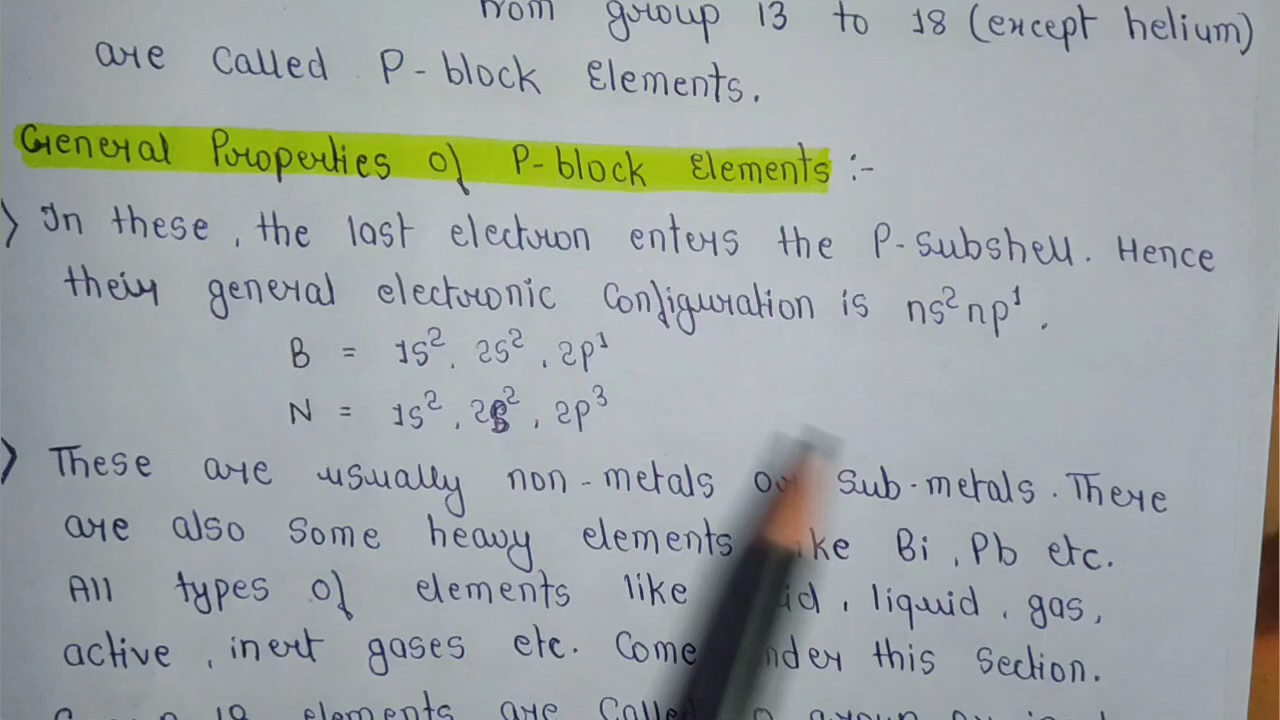 from group 13 to 18 (except helium)
are called P-block Elements.
General Properties of P-block Elements :-
> In these, the last electron enters the P-subshell. Hence
their general electronic configuration is ns²np¹.
B = 1s², 2s², 2p¹
N = 1s², 2s², 2p³
> These are usually non-metals or sub-metals. There
are also some heavy elements like Bi, Pb etc.
All types of elements like liquid, gas,
active, inert gases etc. Come under this section.
elements are called